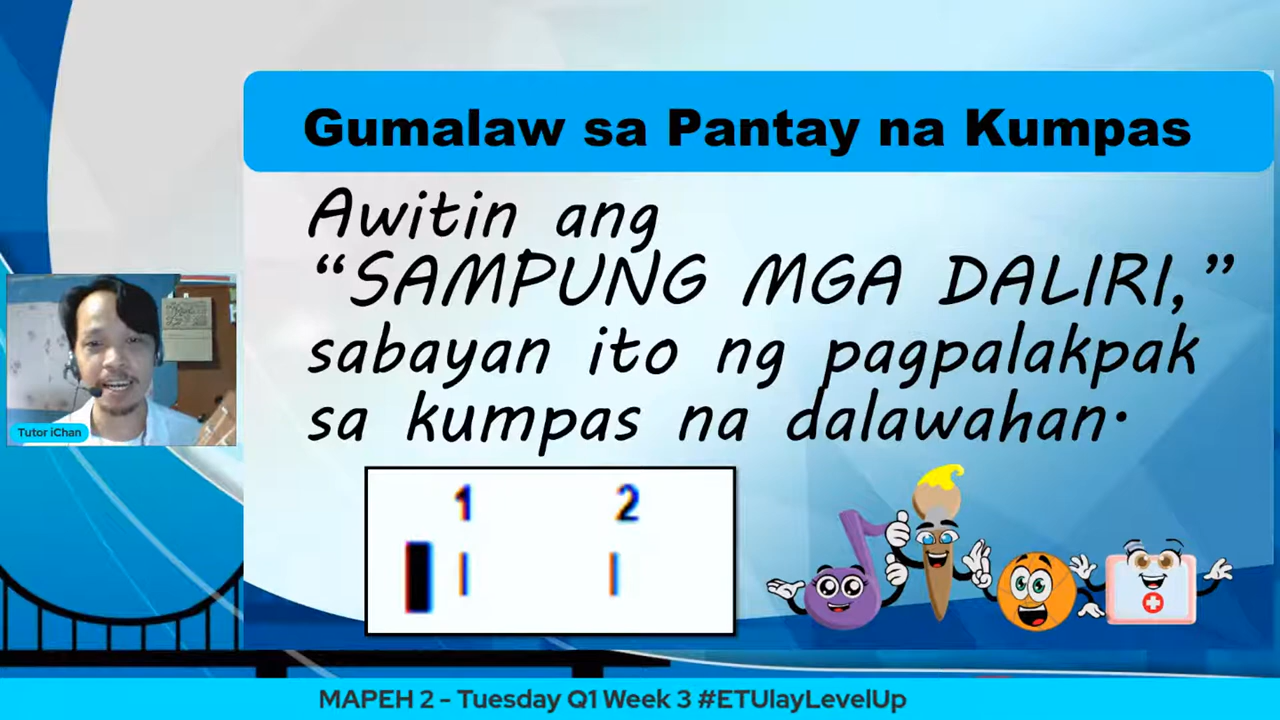 Gumalaw sa Pantay na Kumpas
Awitin ang
“SAMPUNG MGA DALIRI,”
sabayan ito ng pagpalakpak
sa kumpas na dalawahan.
1 2
Tutor iChan
MAPEH 2 - Tuesday Q1 Week 3 #ETUlayLevelUp